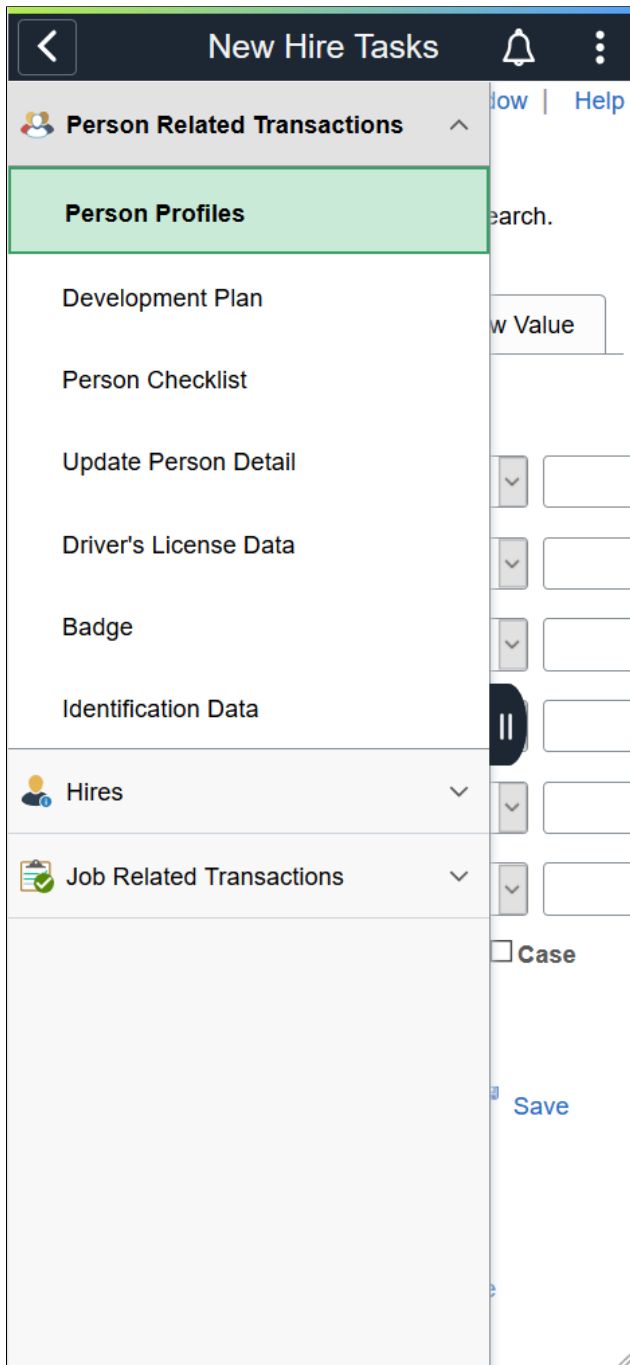 New Hire Tasks
dow | Help
Person Related Transactions
Person Profiles
earch.
Development Plan
w Value
Person Checklist
Update Person Detail
Driver's License Data
Badge
Identification Data
Hires
Job Related Transactions
Case
Save
e